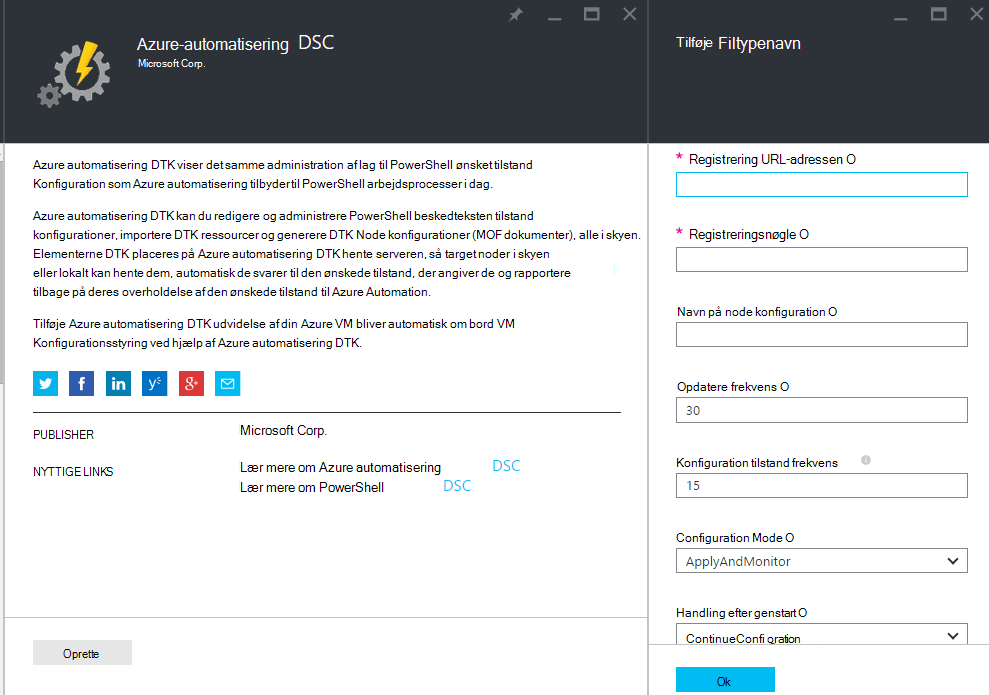 Azure-automatisering DSC
Microsoft Corp.
Azure automatisering DTK viser det samme administration af lag til PowerShell ønsket tilstand
Konfiguration som Azure automatisering tilbyder til PowerShell arbejdsprocesser i dag.
Azure automatisering DTK kan du redigere og administrere PowerShell beskedteksten tilstand
konfigurationer, importere DTK ressourcer og generere DTK Node konfigurationer (MOF dokumenter), alle i skyen.
Elementerne DTK placeres på Azure automatisering DTK hente serveren, så target noder i skyen
eller lokalt kan hente dem, automatisk de svarer til den ønskede tilstand, der angiver de og rapportere
tilbage på deres overholdelse af den ønskede tilstand til Azure Automation.
Tilføje Azure automatisering DTK udvidelse af din Azure VM bliver automatisk om bord VM
Konfigurationsstyring ved hjælp af Azure automatisering DTK.
PUBLISHER
Microsoft Corp.
NYTTIGE LINKS
Lær mere om Azure automatisering DSC
Lær mere om PowerShell DSC
Oprette
Tilføje Filtypenavn
* Registrering URL-adressen O
* Registreringsnøgle O
Navn på node konfiguration O
Opdatere frekvens O
30
Konfiguration tilstand frekvens
15
Configuration Mode O
ApplyAndMonitor
Handling efter genstart O
ContinueConfigration
Ok